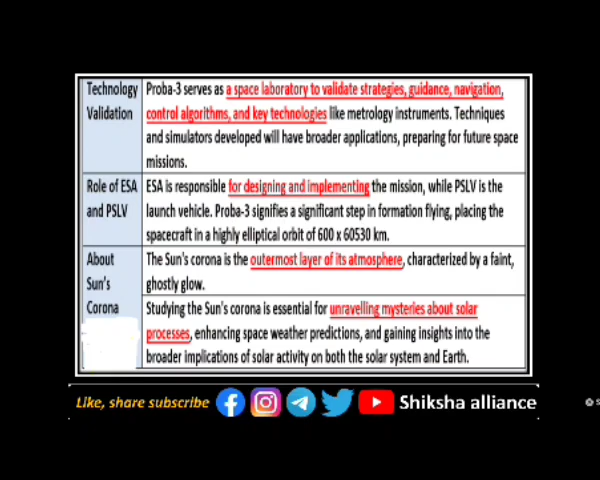 Technology Validation
Proba-3 serves as a space laboratory to validate strategies, guidance, navigation,
control algorithms, and key technologies like metrology instruments. Techniques
and simulators developed will have broader applications, preparing for future space
missions.
Role of ESA and PSLV
ESA is responsible for designing and implementing the mission, while PSLV is the
launch vehicle. Proba-3 signifies a significant step in formation flying, placing the
spacecraft in a highly elliptical orbit of 600 x 60530 km.
About Sun's Corona
The Sun's corona is the outermost layer of its atmosphere, characterized by a faint,
ghostly glow.
Studying the Sun's corona is essential for unravelling mysteries about solar
processes, enhancing space weather predictions, and gaining insights into the
broader implications of solar activity on both the solar system and Earth.
Like, share subscribe
Shiksha alliance